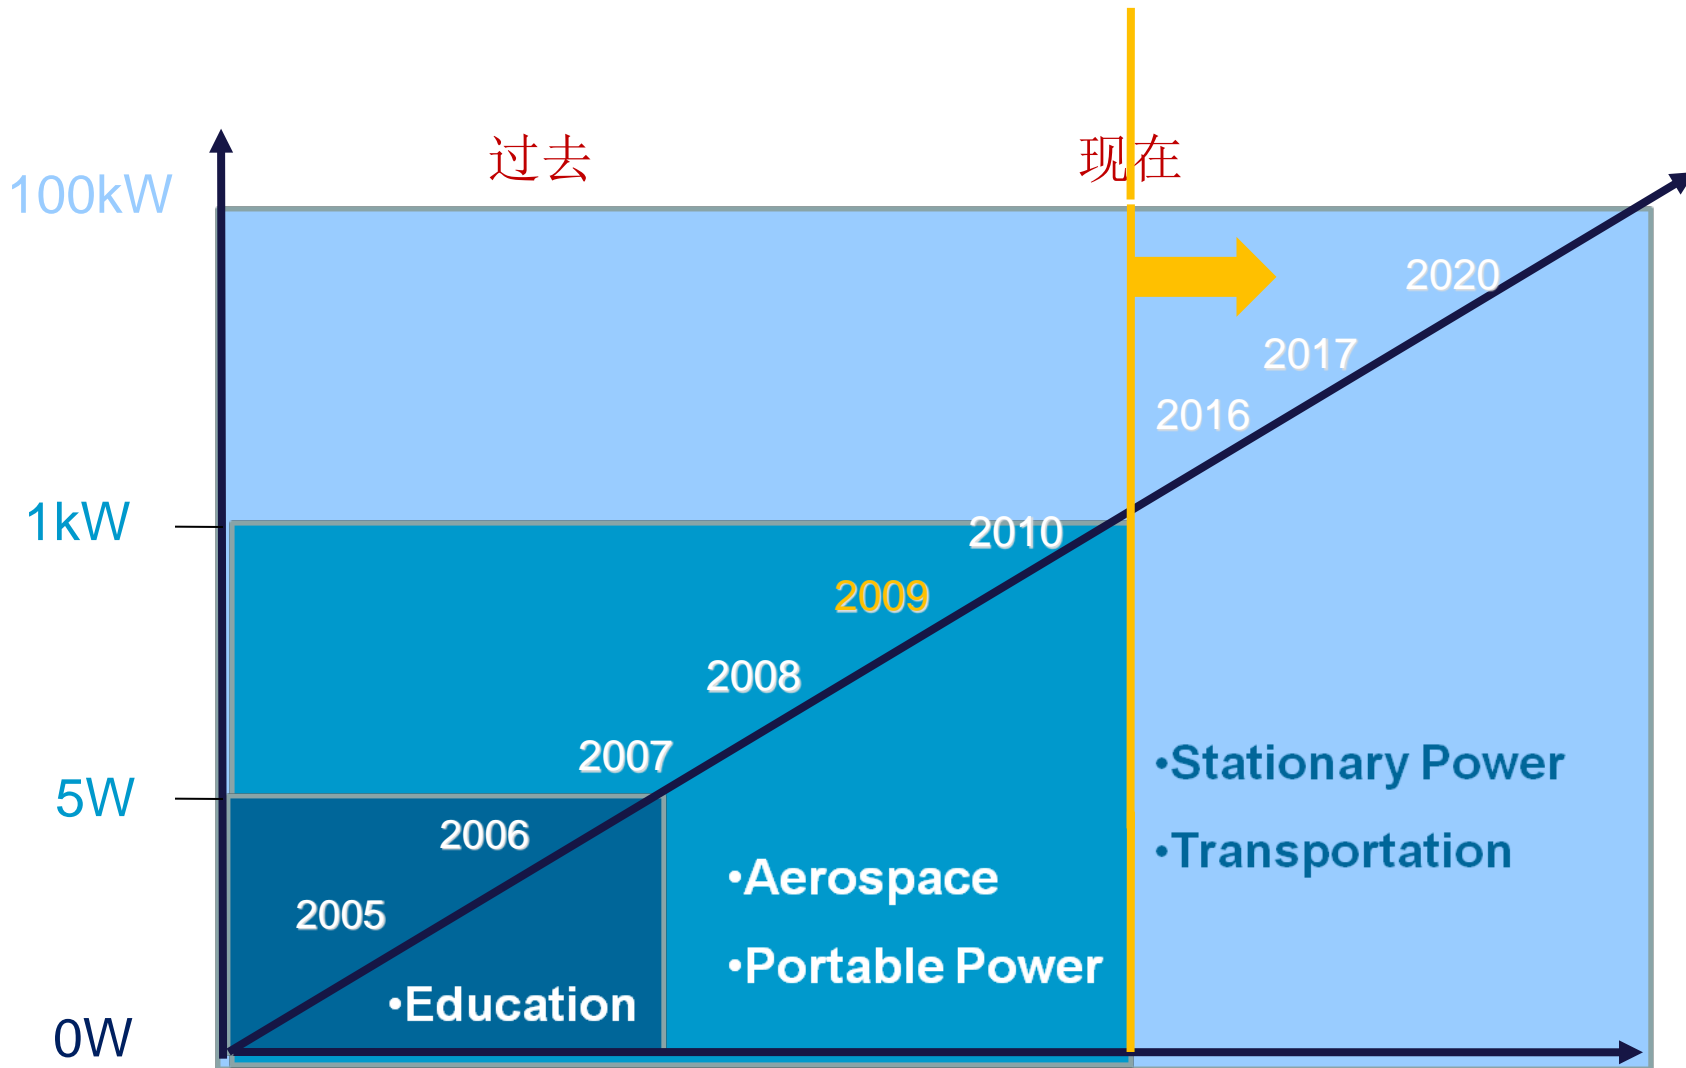 过去
现在
100kW
2020
2017
2016
1kW
2010
2009
2008
2007
•Stationary Power
5W
2006
•Transportation
•Aerospace
2005
•Portable Power
•Education
0W